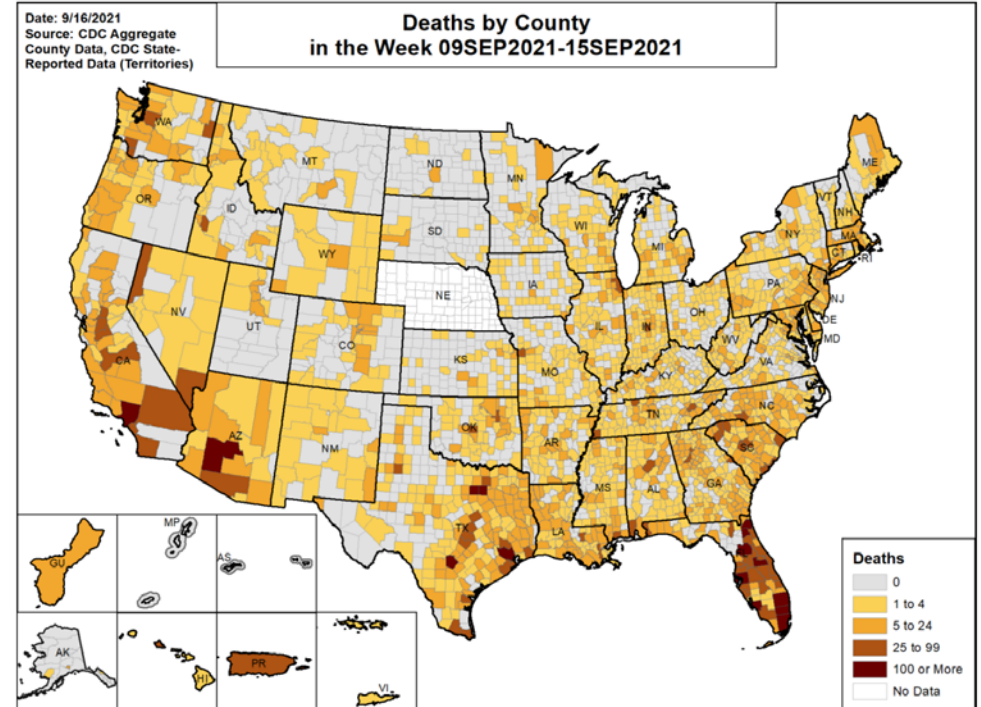 Date: 9/16/2021
Source: CDC Aggregate
County Data, CDC State-
Reported Data (Territories)
Deaths by County
in the Week 09SEP2021-15SEP2021
WA
MT
ND
MN
ME
OR
ID
SD
WI
MI
VT
NH
NY
MA
CT
RI
WY
NE
IA
PA
NJ
NV
UT
CO
IL
IN
OH
DE
MD
WV
VA
CA
KS
MO
KY
AZ
NM
OK
AR
TN
NC
SC
MS
AL
GA
TX
LA
GU
MP
AS
AK
HI
PR
VI
Deaths
0
1 to 4
5 to 24
25 to 99
100 or More
No Data